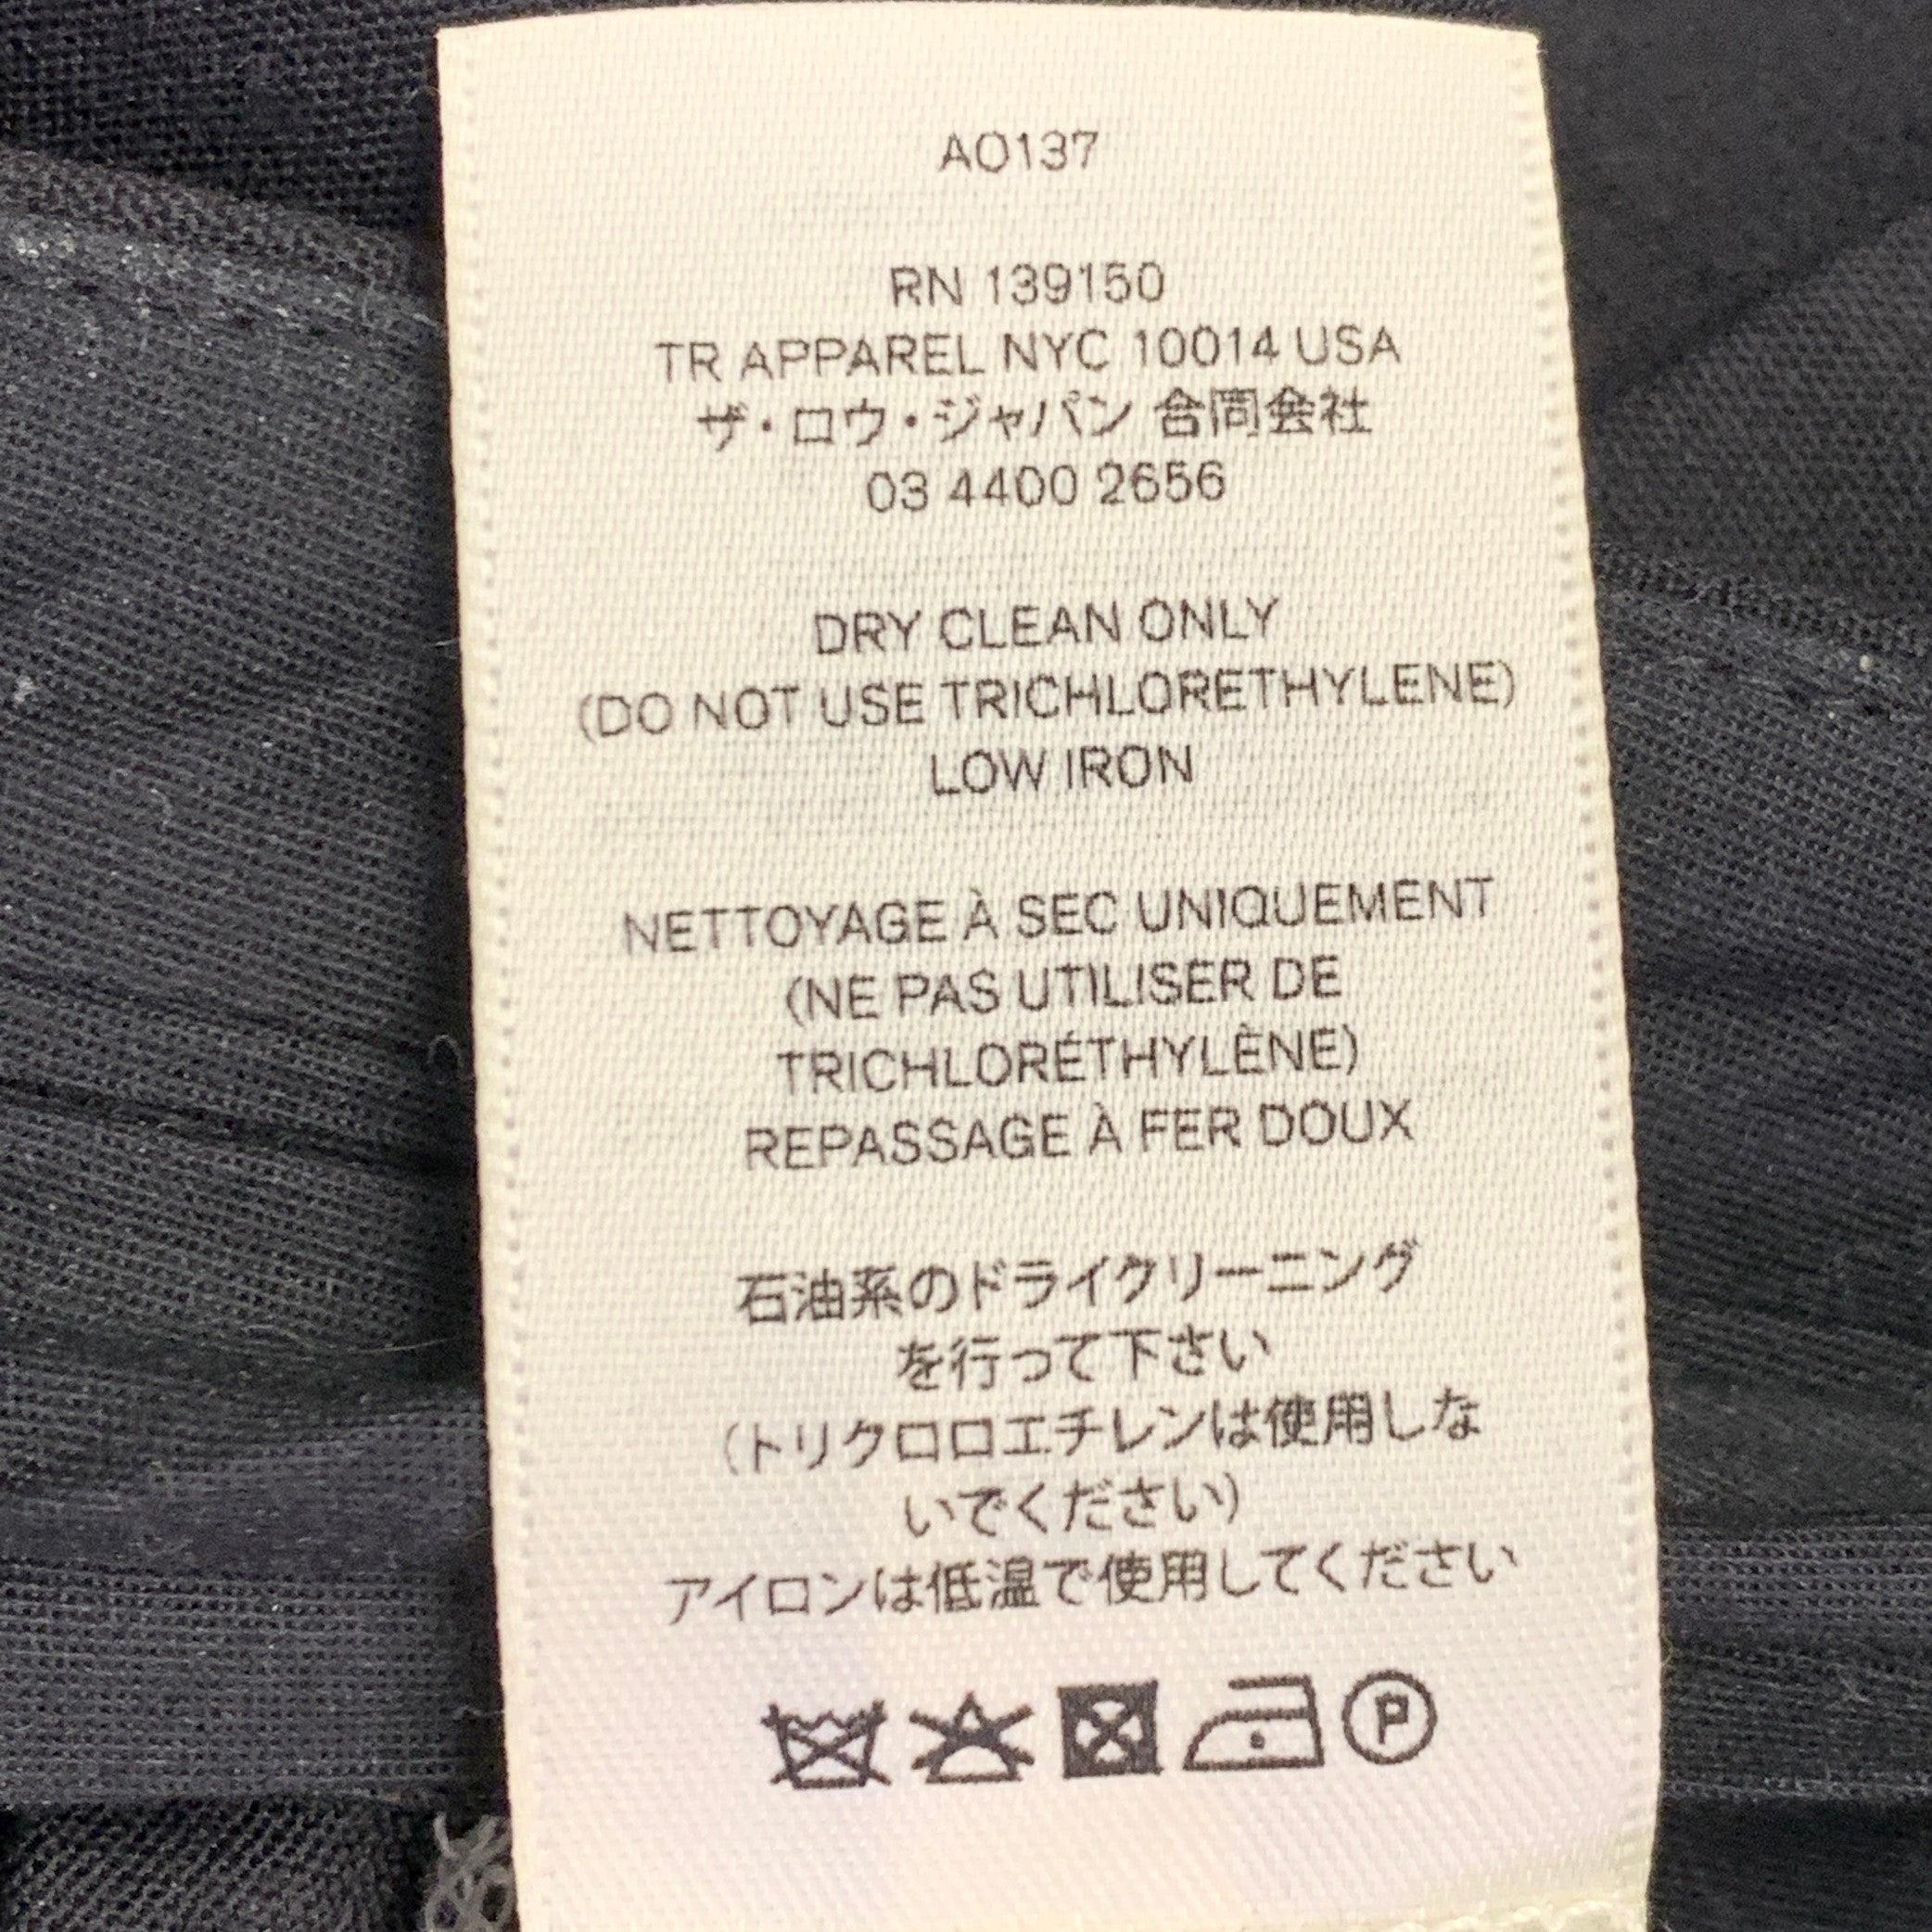 AO137
RN 139150
TR APPAREL NYC 10014 USA
ザ・ロウ・ジャパン 合同会社
03 4400 2656
DRY CLEAN ONLY
(DO NOT USE TRICHLORETHYLENE)
LOW IRON
NETTOYAGE À SEC UNIQUEMENT
(NE PAS UTILISER DE
TRICHLORÉTHYLÈNE)
REPASSAGE À FER DOUX
石油系のドライクリーニング
を行って下さい
(トリクロロエチレンは使用しな
いでください)
アイロンは低温で使用してください
P